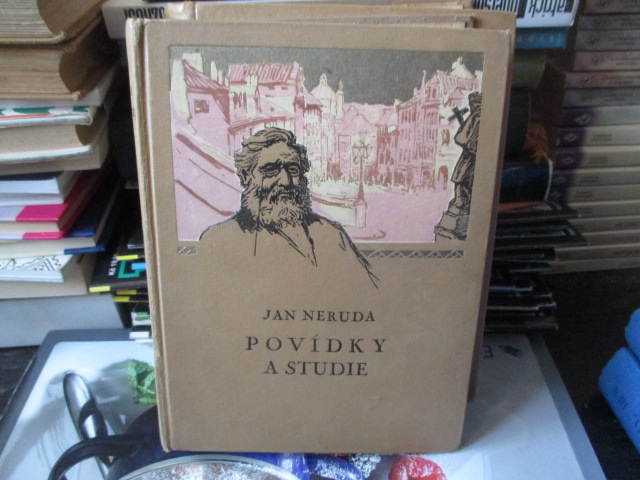 JAN NERUDA
POVÍDKY
A STUDIE